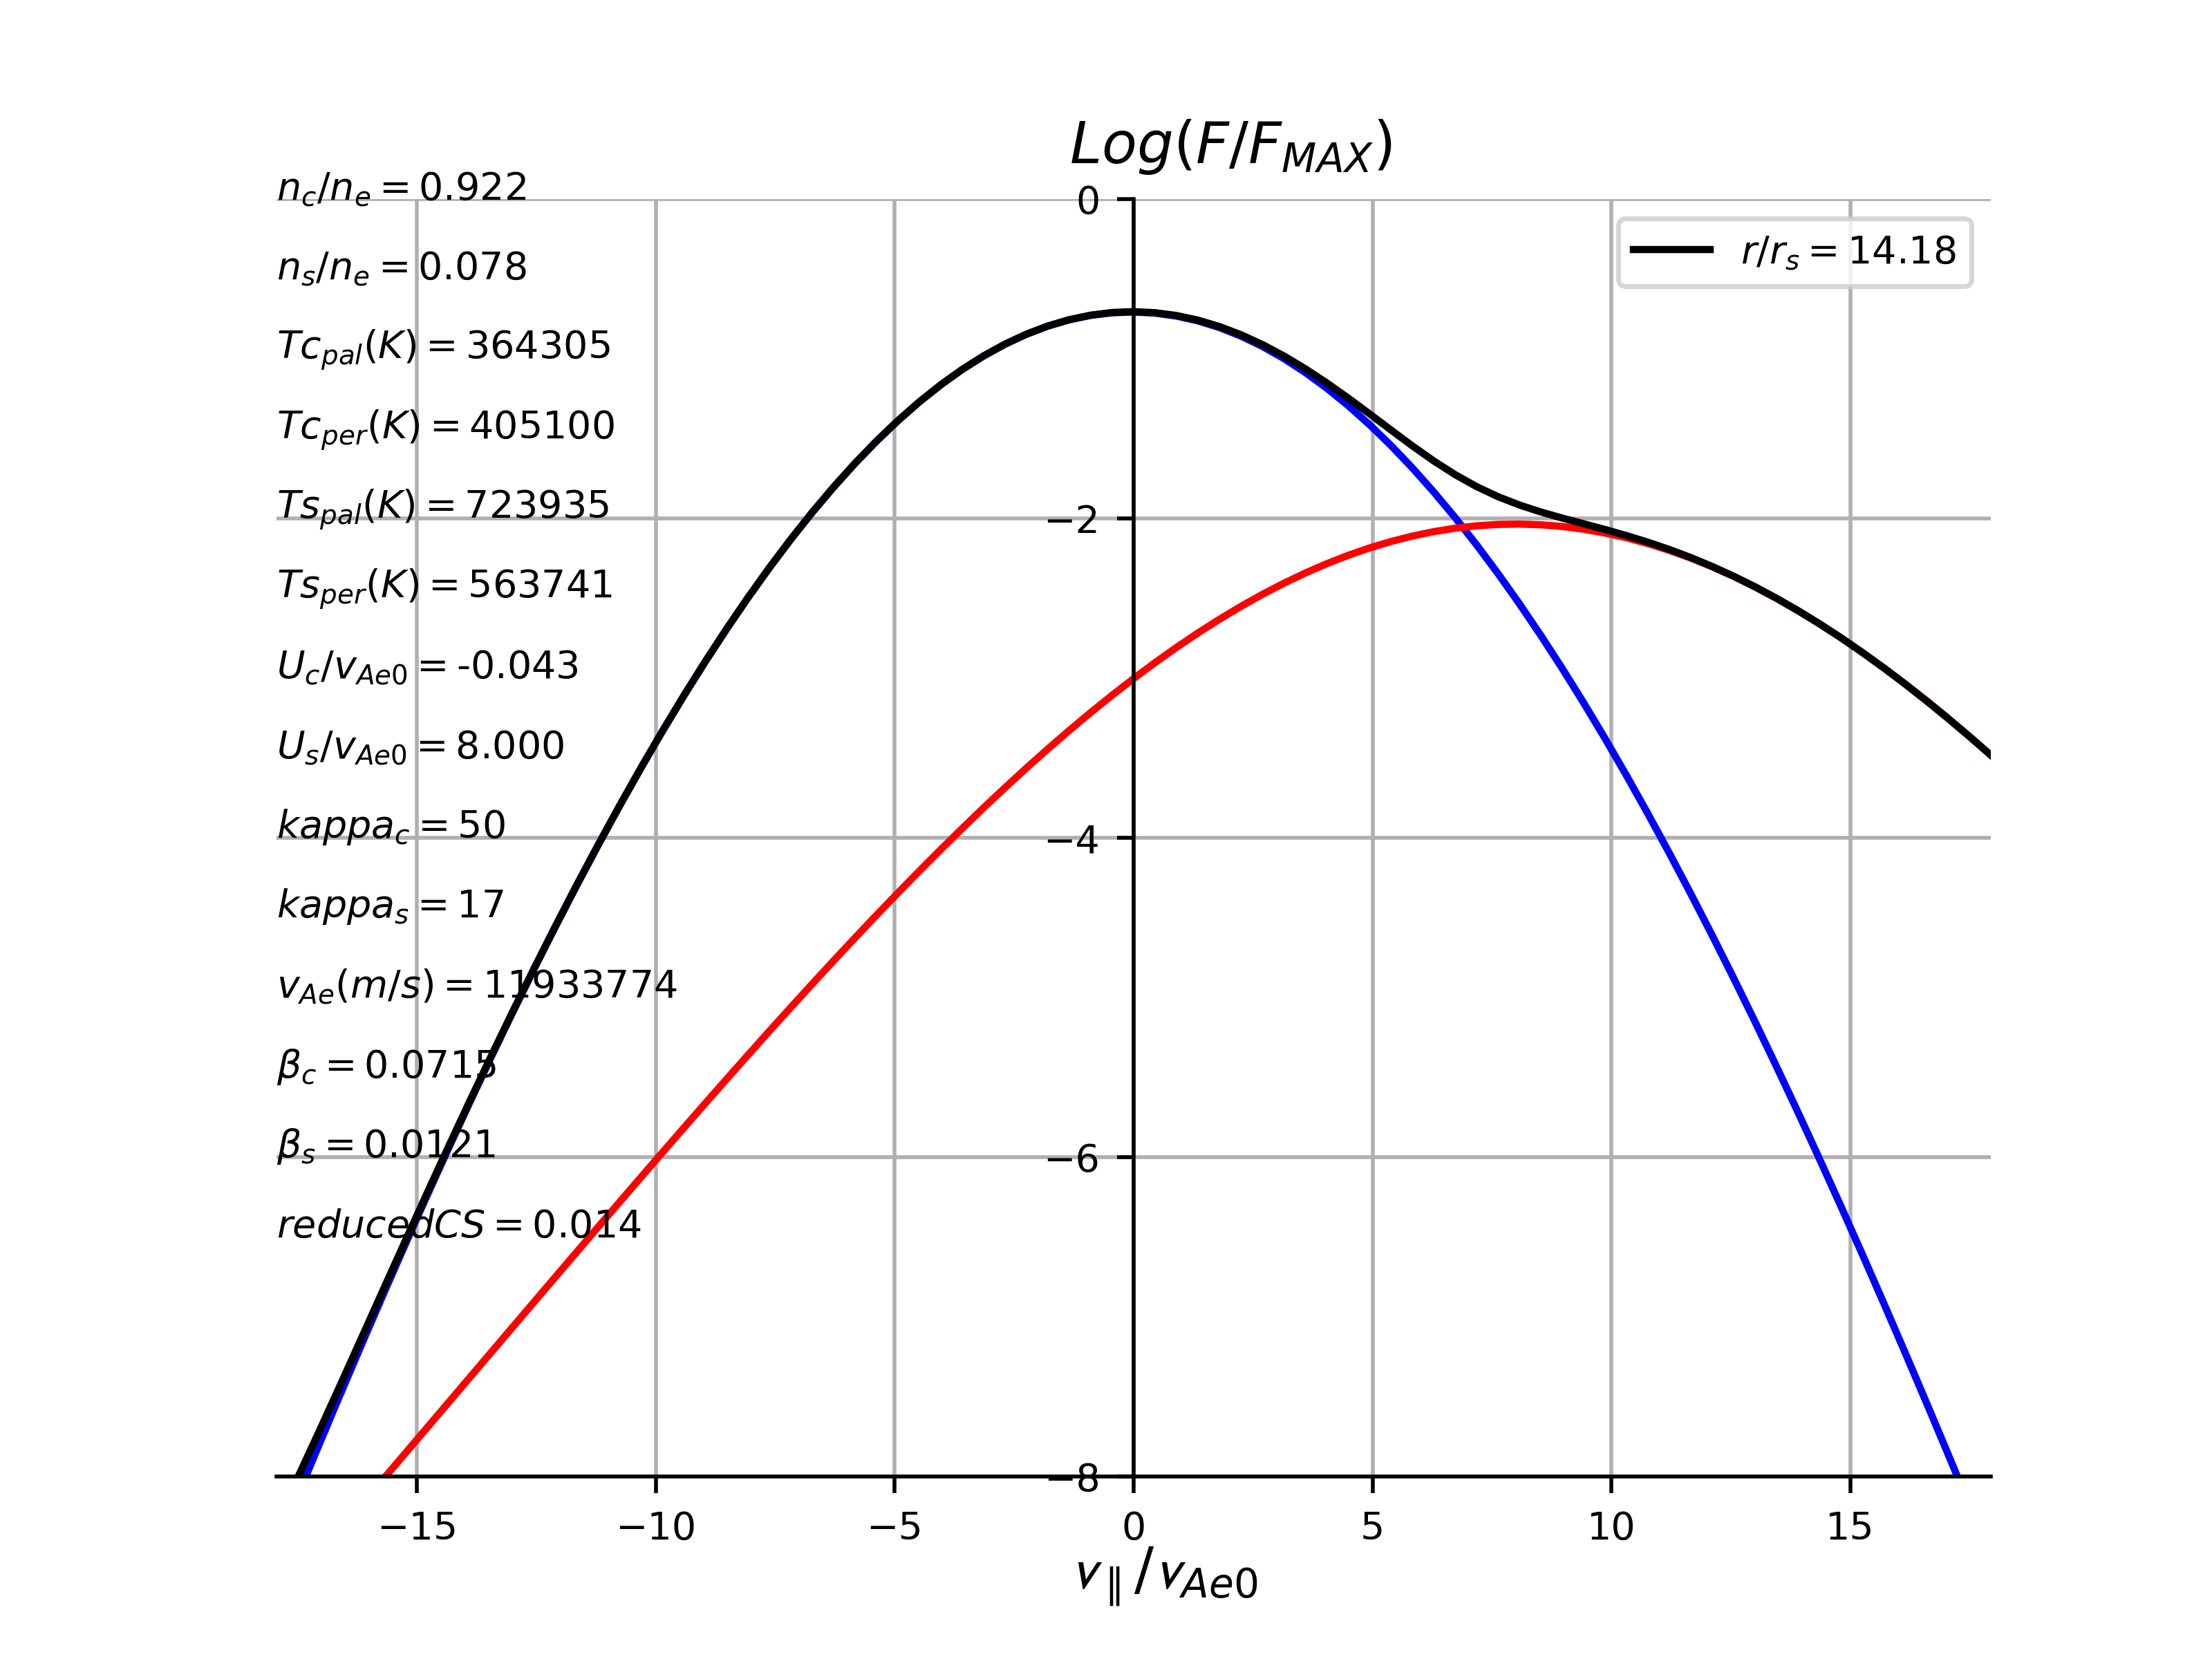 Log(F/F_MAX)
n_c/n_e = 0.922
n_s/n_e = 0.078
Tc_pal(K) = 364305
Tc_per(K) = 405100
Ts_pal(K) = 723935
Ts_per(K) = 563741
U_c/v_Ae0 = -0.043
U_s/v_Ae0 = 8.000
kappa_c = 50
kappa_s = 17
v_Ae(m/s) = 11933774
β_c = 0.0715
β_s = 0.0121
reducedCS = 0.014
r/r_s = 14.18
0
−2
−4
−6
−8
−15 −10 −5 0 5 10 15
v_∥/v_Ae0